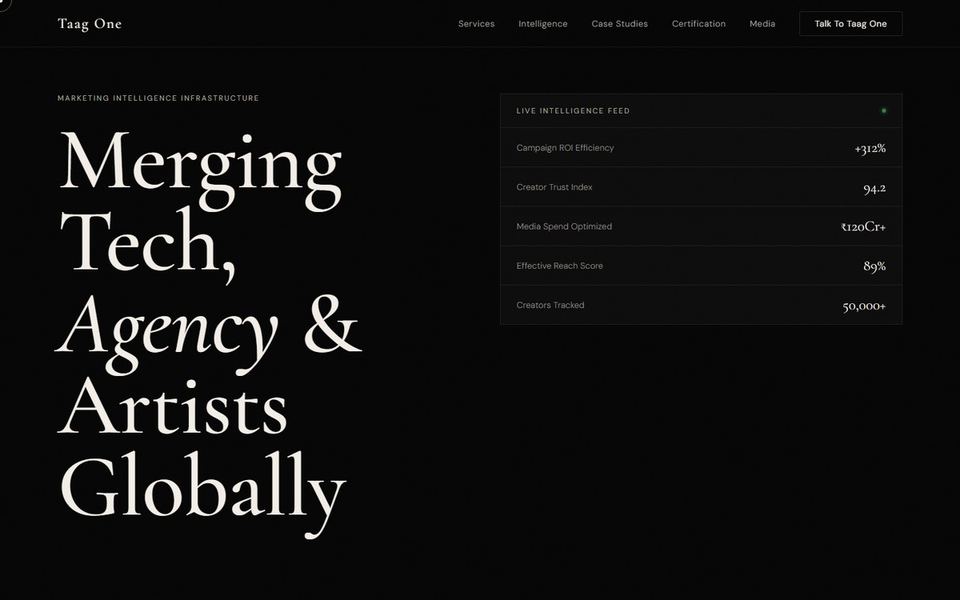 Taag One
Services
Intelligence
Case Studies
Certification
Media
Talk To Taag One
MARKETING INTELLIGENCE INFRASTRUCTURE
Merging
Tech,
Agency &
Artists
Globally
LIVE INTELLIGENCE FEED
Campaign ROI Efficiency +312%
Creator Trust Index 94.2
Media Spend Optimized ₹120Cr+
Effective Reach Score 89%
Creators Tracked 50,000+